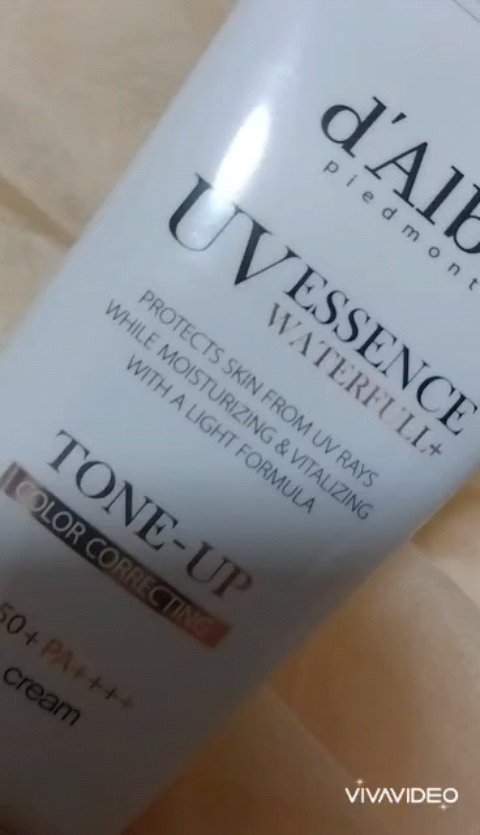 d'Alb
piedmont
UV ESSENCE
WATERFULL+
PROTECTS SKIN FROM UV RAYS
WHILE MOISTURIZING & VITALIZING
WITH A LIGHT FORMULA
TONE-UP
COLOR CORRECTING
50+ PA++++
cream
VIVAVIDEO